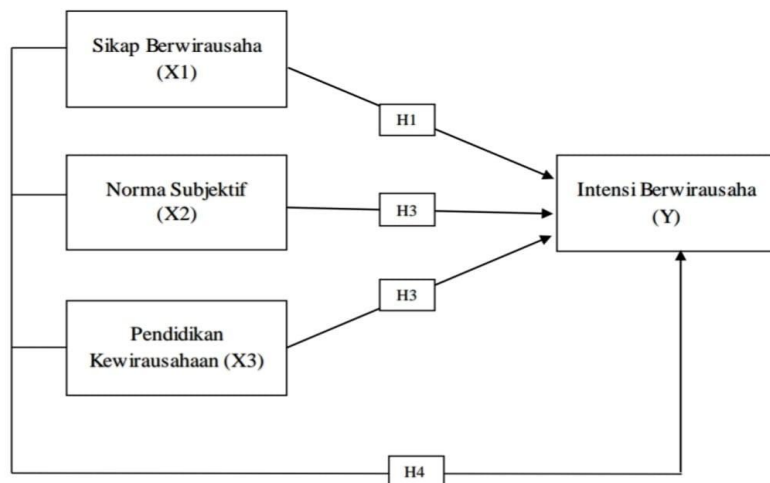 Sikap Berwirausaha
(X1)
H1
Norma Subjektif
(X2)
H3
Intensi Berwirausaha
(Y)
H3
Pendidikan
Kewirausahaan (X3)
H4